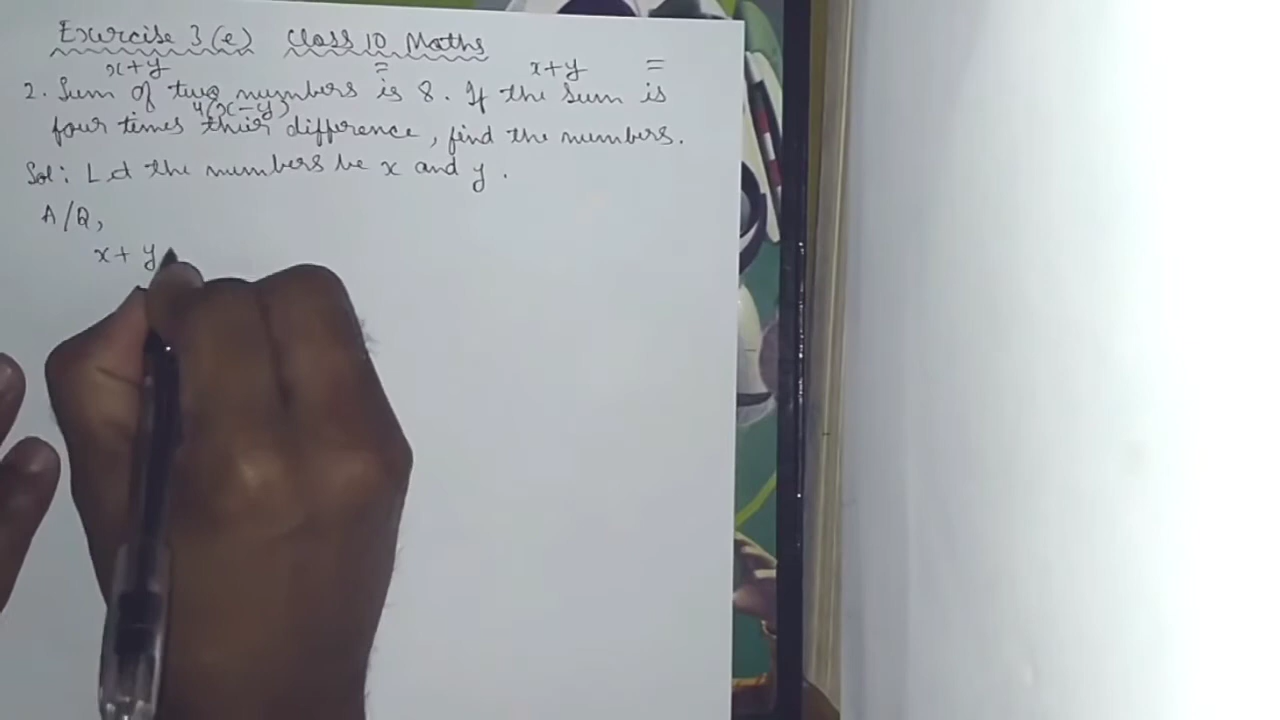 Exercise 3(e) Class 10 Maths
x+y = x+y =
2. Sum of two numbers is 8. If the sum is
4(x-y)
four times their difference, find the numbers.
Sol: Let the numbers be x and y.
A/Q,
x+ y